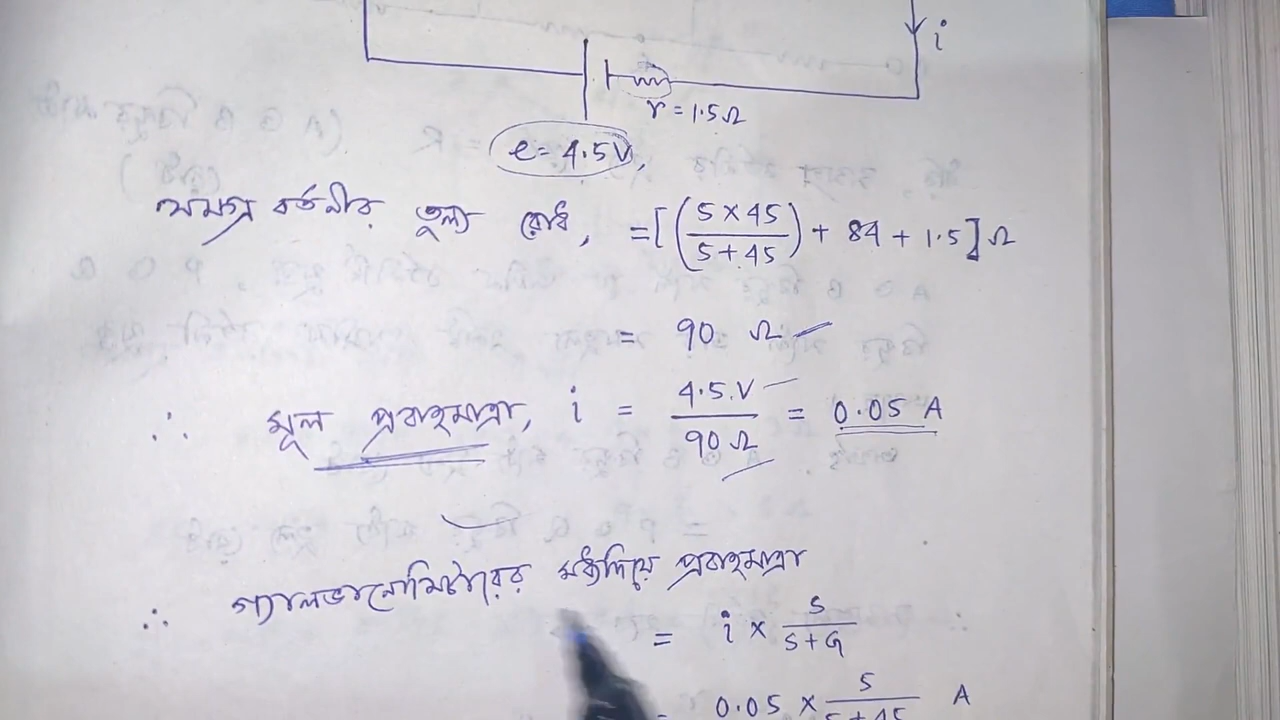 i
r = 1.5Ω
e = 4.5V,
সমগ্র বর্তনীর তুল্য রোধ, = [(5 × 45 / 5 + 45) + 84 + 1.5] Ω
= 90 Ω
∴ মূল প্রবাহমাত্রা, i = 4.5 V / 90 Ω = 0.05 A
∴ গ্যালভানোমিটারের মধ্যদিয়ে প্রবাহমাত্রা
= i × S / S + G
= 0.05 × 5 / 5 + 45 A